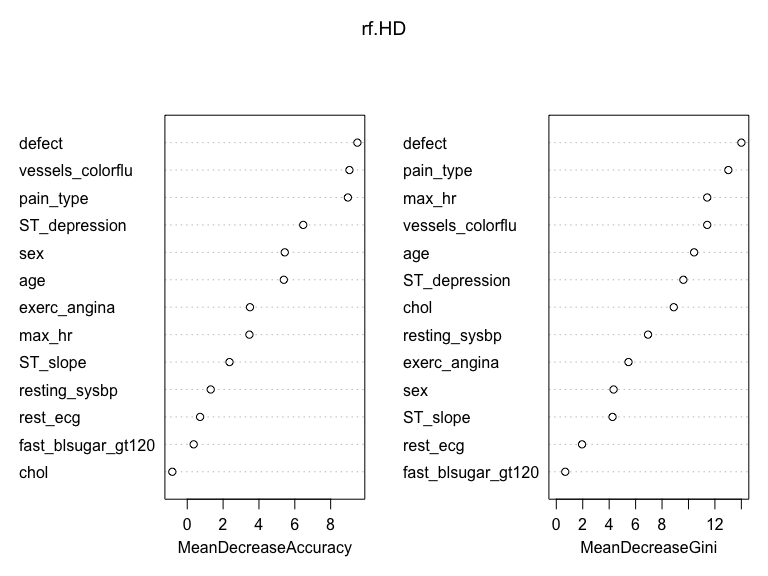 rf.HD
defect
vessels_colorflu
pain_type
ST_depression
sex
age
exerc_angina
max_hr
ST_slope
resting_sysbp
rest_ecg
fast_blsugar_gt120
chol
0 2 4 6 8
MeanDecreaseAccuracy
defect
pain_type
max_hr
vessels_colorflu
age
ST_depression
chol
resting_sysbp
exerc_angina
sex
ST_slope
rest_ecg
fast_blsugar_gt120
0 2 4 6 8 12
MeanDecreaseGini